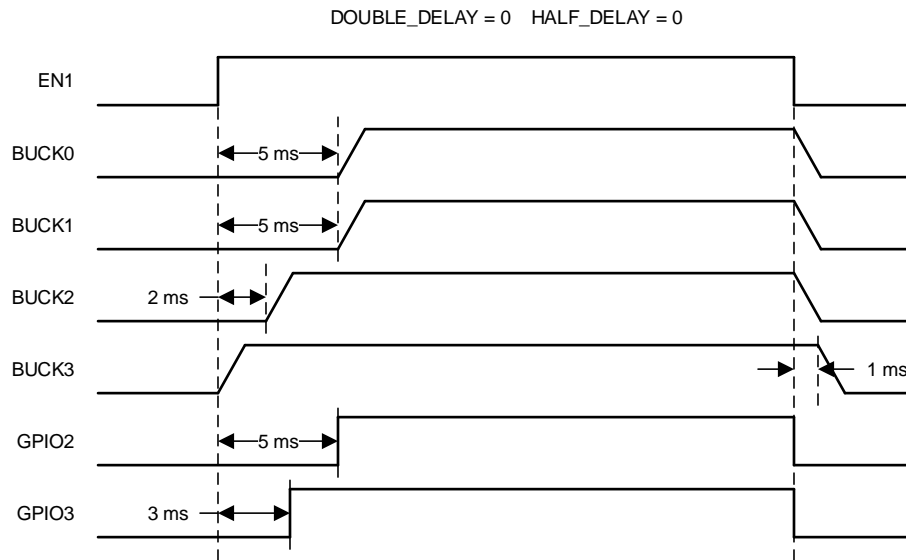 DOUBLE_DELAY = 0 HALF_DELAY = 0
EN1
BUCK0
5 ms
BUCK1
5 ms
BUCK2
2 ms
BUCK3
1 ms
GPIO2
5 ms
GPIO3
3 ms